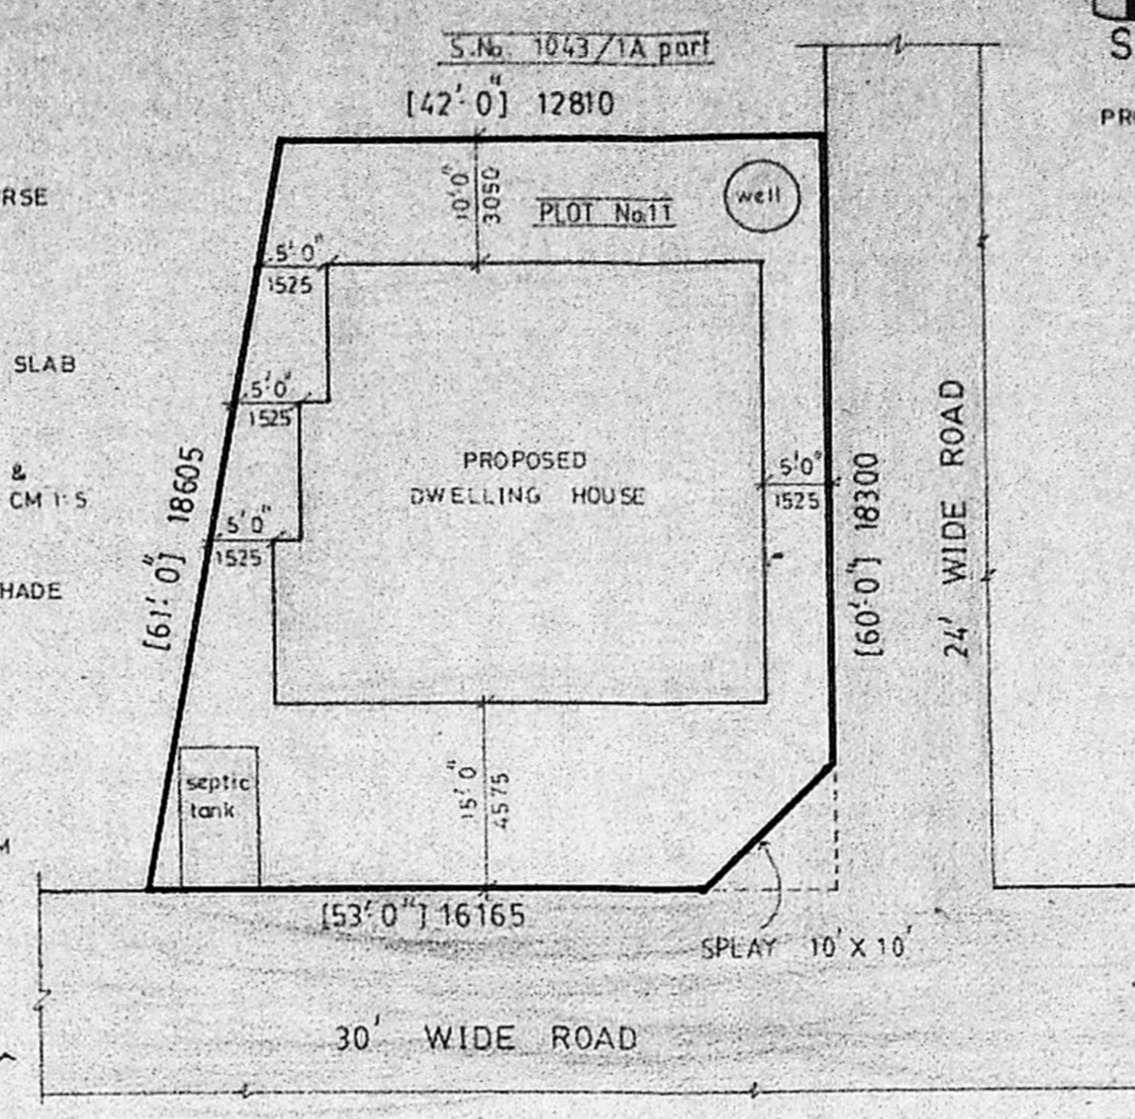 S.No. 1043/1A part
[42'-0"] 12810
S
PR
RSE
10'-0"
3050
PLOT No.11
well
5'-0"
1525
SLAB
5'-0"
1525
&
CM 1:5
[61'-0"] 18605
PROPOSED
DWELLING HOUSE
5'0"
1525
[60'-0"] 18300
24' WIDE ROAD
5'0"
1525
HADE
septic
tank
15'-0"
4575
M
[53'-0"] 16165
SPLAY 10' X 10'
30' WIDE ROAD